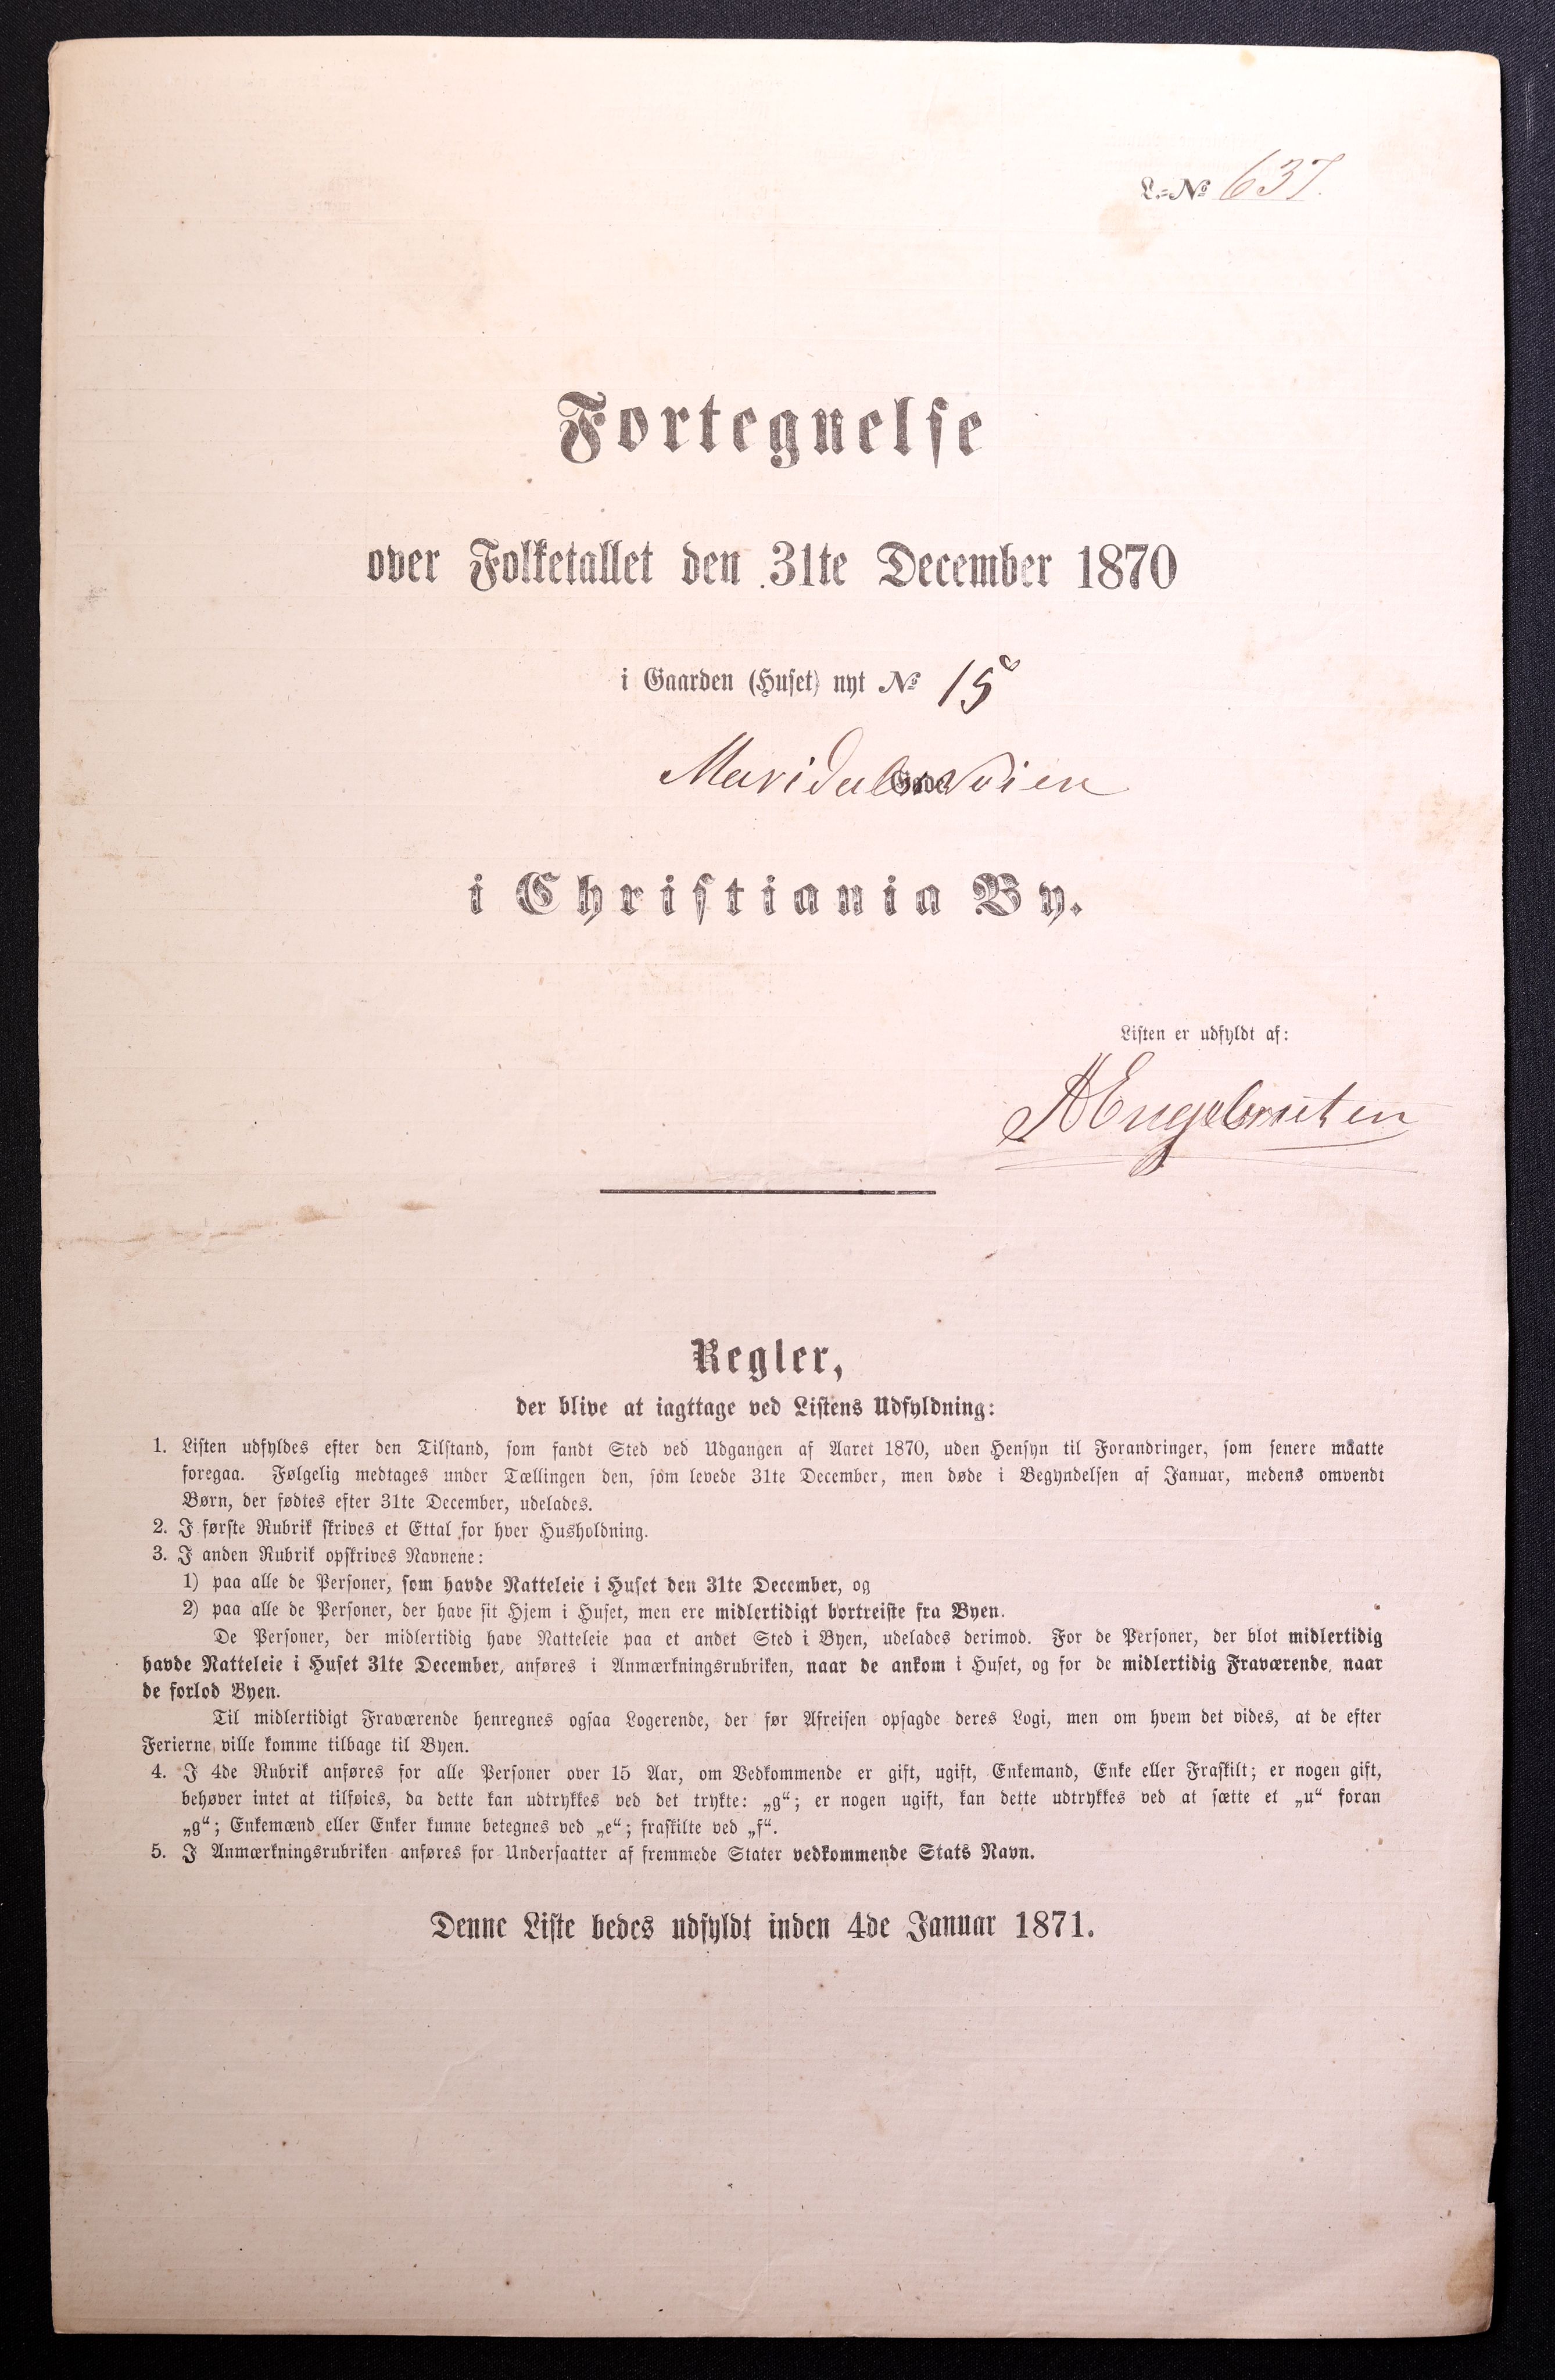 L.-No 637.
Fortegnelse
over Folketallet den 31te December 1870
i Gaarden (Huset) nyt No 15
Maridalsveien
i Christiania By.
Listen er udfyldt af:
A Engebretsen
Regler,
der blive at iagttage ved Listens Udfyldning:
1. Listen udfyldes efter den Tilstand, som fandt Sted ved Udgangen af Aaret 1870, uden Hensyn til Forandringer, som senere maatte
foregaa. Følgelig medtages under Tællingen den, som levede 31te December, men døde i Begyndelsen af Januar, medens omvendt
Børn, der fødtes efter 31te December, udelades.
2. I første Rubrik skrives et Ettal for hver Husholdning.
3. I anden Rubrik opskrives Navnene:
1) paa alle de Personer, som havde Natteleie i Huset den 31te December, og
2) paa alle de Personer, der have sit Hjem i Huset, men ere midlertidigt bortreiste fra Byen.
De Personer, der midlertidig have Natteleie paa et andet Sted i Byen, udelades derimod. For de Personer, der blot midlertidig
havde Natteleie i Huset 31te December, anføres i Anmærkningsrubriken, naar de ankom i Huset, og for de midlertidig Fraværende, naar
de forlod Byen.
Til midlertidigt Fraværende henregnes ogsaa Logerende, der før Afreisen opsagde deres Logi, men om hvem det vides, at de efter
Ferierne ville komme tilbage til Byen.
4. I 4de Rubrik anføres for alle Personer over 15 Aar, om Vedkommende er gift, ugift, Enkemand, Enke eller Fraskilt; er nogen gift,
behøver intet at tilføies, da dette kan udtrykkes ved det trykte: „g“; er nogen ugift, kan dette udtrykkes ved at sætte et „u“ foran
„g“; Enkemænd eller Enker kunne betegnes ved „e“; fraskilte ved „f“.
5. I Anmærkningsrubriken anføres for Undersaatter af fremmede Stater vedkommende Stats Navn.
Denne Liste bedes udfyldt inden 4de Januar 1871.